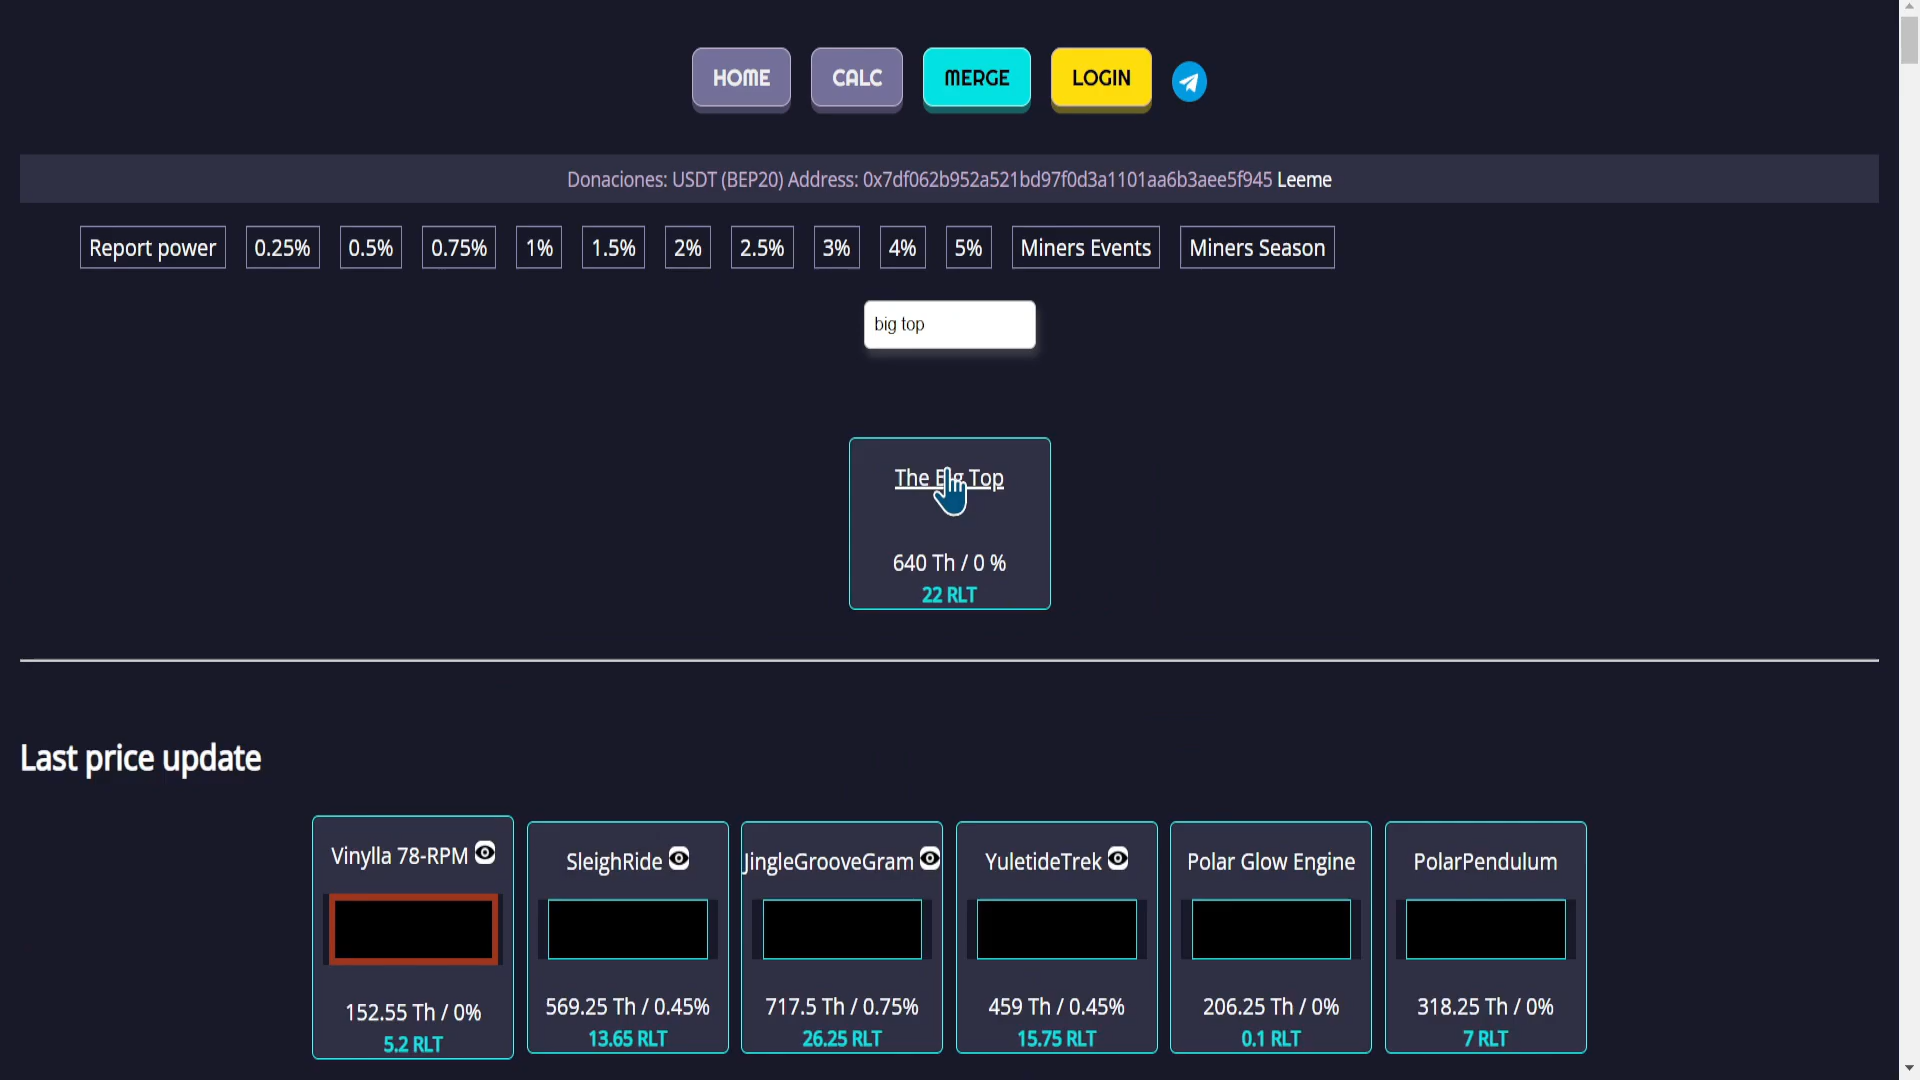 HOME CALC MERGE LOGIN
Donaciones: USDT (BEP20) Address: 0x7df062b952a521bd97f0d3a1101aa6b3aee5f945 Leeme
Report power 0.25% 0.5% 0.75% 1% 1.5% 2% 2.5% 3% 4% 5% Miners Events Miners Season
big top
The Big Top
640 Th / 0 %
22 RLT
Last price update
Vinylla 78-RPM
152.55 Th / 0%
5.2 RLT
SleighRide
569.25 Th / 0.45%
13.65 RLT
JingleGrooveGram
717.5 Th / 0.75%
26.25 RLT
YuletideTrek
459 Th / 0.45%
15.75 RLT
Polar Glow Engine
206.25 Th / 0%
0.1 RLT
PolarPendulum
318.25 Th / 0%
7 RLT